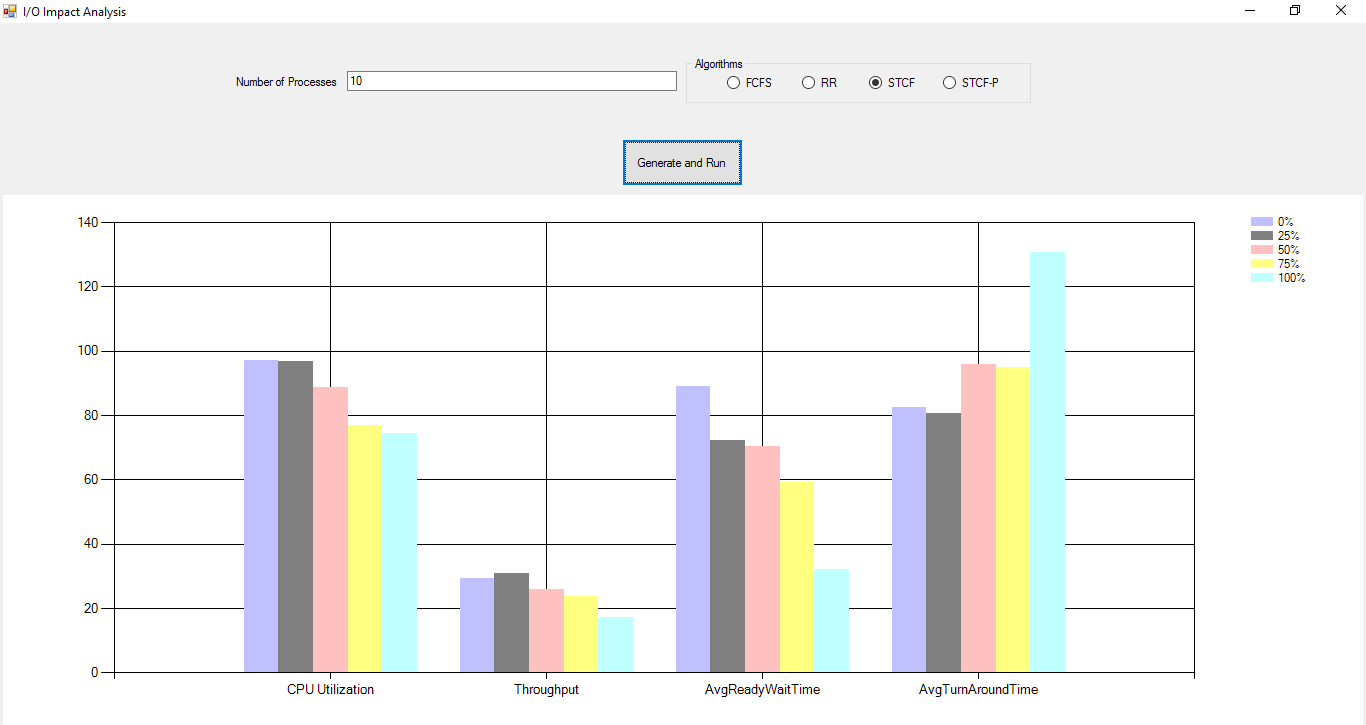 I/O Impact Analysis
Number of Processes 10
Algorithms
FCFS RR STCF STCF-P
Generate and Run
140
120
100
80
60
40
20
0
CPU Utilization Throughput AvgReadyWaitTime AvgTurnAroundTime
0%
25%
50%
75%
100%